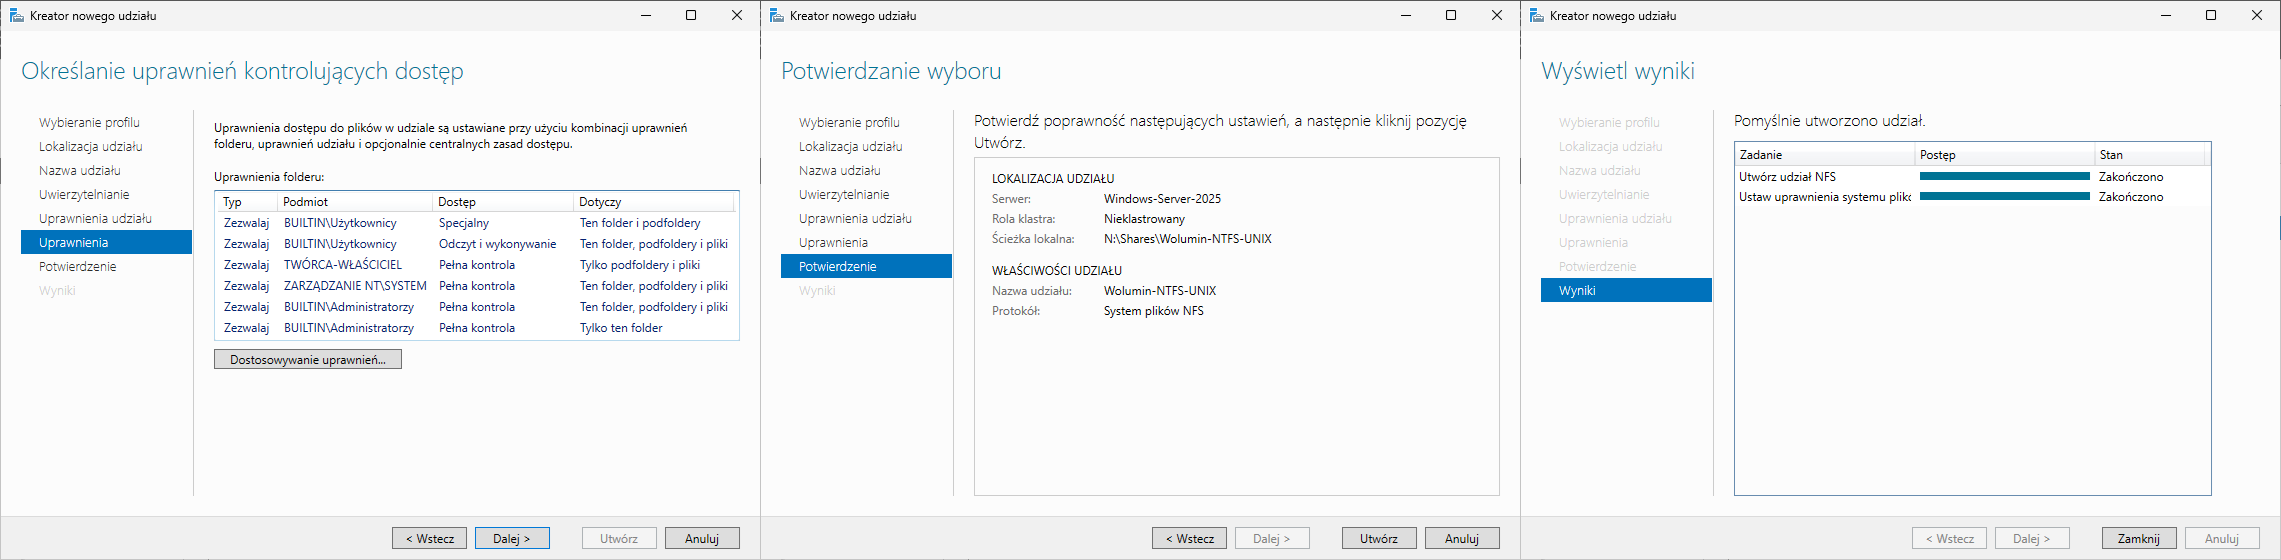 Kreator nowego udziału
Określanie uprawnień kontrolujących dostęp
Wybieranie profilu
Lokalizacja udziału
Nazwa udziału
Uwierzytelnianie
Uprawnienia udziału
Uprawnienia
Potwierdzenie
Wyniki
Uprawnienia dostępu do plików w udziale są ustawiane przy użyciu kombinacji uprawnień
folderu, uprawnień udziału i opcjonalnie centralnych zasad dostępu.
Uprawnienia folderu:
Typ Podmiot Dostęp Dotyczy
Zezwalaj BUILTIN\Użytkownicy Specjalny Ten folder i podfoldery
Zezwalaj BUILTIN\Użytkownicy Odczyt i wykonywanie Ten folder, podfoldery i pliki
Zezwalaj TWÓRCA-WŁAŚCICIEL Pełna kontrola Tylko podfoldery i pliki
Zezwalaj ZARZĄDZANIE NT\SYSTEM Pełna kontrola Ten folder, podfoldery i pliki
Zezwalaj BUILTIN\Administratorzy Pełna kontrola Ten folder, podfoldery i pliki
Zezwalaj BUILTIN\Administratorzy Pełna kontrola Tylko ten folder
Dostosowywanie uprawnień...
< Wstecz Dalej > Utwórz Anuluj
Kreator nowego udziału
Potwierdzanie wyboru
Wybieranie profilu
Lokalizacja udziału
Nazwa udziału
Uwierzytelnianie
Uprawnienia udziału
Uprawnienia
Potwierdzenie
Wyniki
Potwierdź poprawność następujących ustawień, a następnie kliknij pozycję
Utwórz.
LOKALIZACJA UDZIAŁU
Serwer: Windows-Server-2025
Rola klastra: Nieklastrowany
Ścieżka lokalna: N:\Shares\Wolumin-NTFS-UNIX
WŁAŚCIWOŚCI UDZIAŁU
Nazwa udziału: Wolumin-NTFS-UNIX
Protokół: System plików NFS
< Wstecz Dalej > Utwórz Anuluj
Kreator nowego udziału
Wyświetl wyniki
Wybieranie profilu
Lokalizacja udziału
Nazwa udziału
Uwierzytelnianie
Uprawnienia udziału
Uprawnienia
Potwierdzenie
Wyniki
Pomyślnie utworzono udział.
Zadanie Postęp Stan
Utwórz udział NFS Zakończono
Ustaw uprawnienia systemu plikó Zakończono
< Wstecz Dalej > Zamknij Anuluj